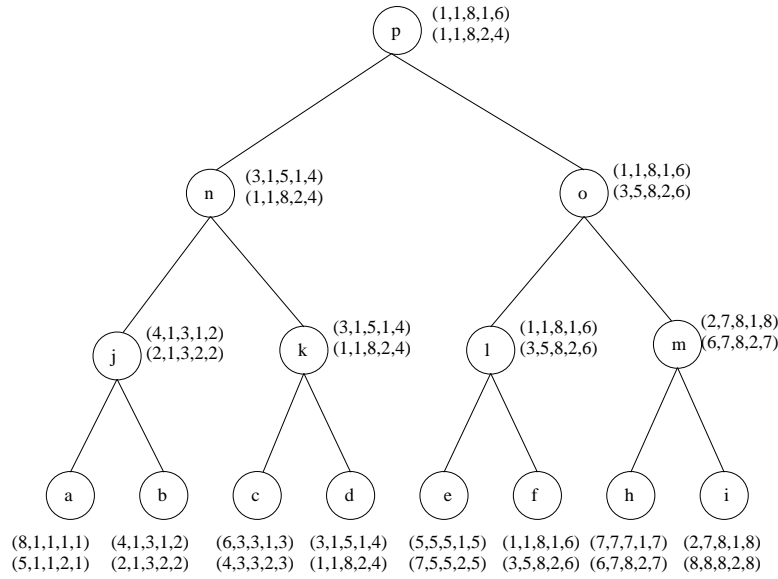 p
(1,1,8,1,6)
(1,1,8,2,4)
n
(3,1,5,1,4)
(1,1,8,2,4)
o
(1,1,8,1,6)
(3,5,8,2,6)
j
(4,1,3,1,2)
(2,1,3,2,2)
k
(3,1,5,1,4)
(1,1,8,2,4)
l
(1,1,8,1,6)
(3,5,8,2,6)
m
(2,7,8,1,8)
(6,7,8,2,7)
a
b
c
d
e
f
h
i
(8,1,1,1,1)
(5,1,1,2,1)
(4,1,3,1,2)
(2,1,3,2,2)
(6,3,3,1,3)
(4,3,3,2,3)
(3,1,5,1,4)
(1,1,8,2,4)
(5,5,5,1,5)
(7,5,5,2,5)
(1,1,8,1,6)
(3,5,8,2,6)
(7,7,7,1,7)
(6,7,8,2,7)
(2,7,8,1,8)
(8,8,8,2,8)